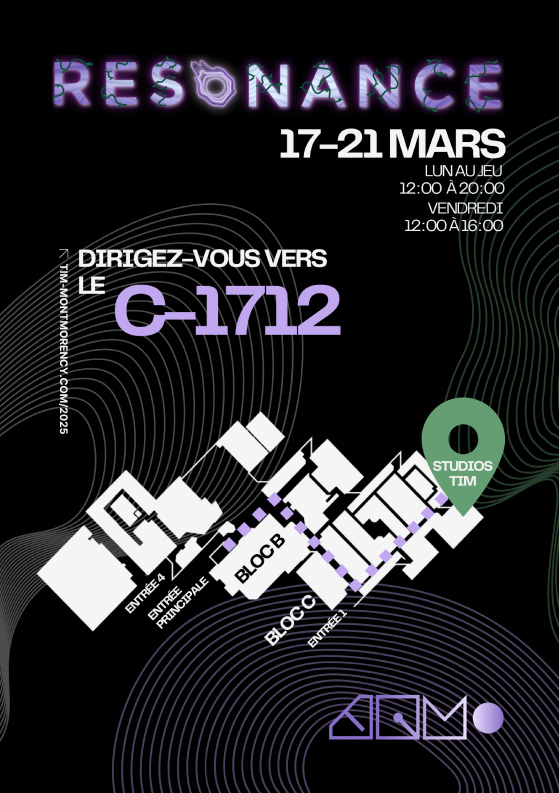 RESONANCE
17–21 MARS
LUN AU JEU
12:00 À 20:00
VENDREDI
12:00 À 16:00
DIRIGEZ-VOUS VERS
LE
C-1712
TIM-MONTMORENCY.COM/2025
STUDIOS
TIM
BLOC B
BLOC C
ENTRÉE 4
ENTRÉE
PRINCIPALE
ENTRÉE 1